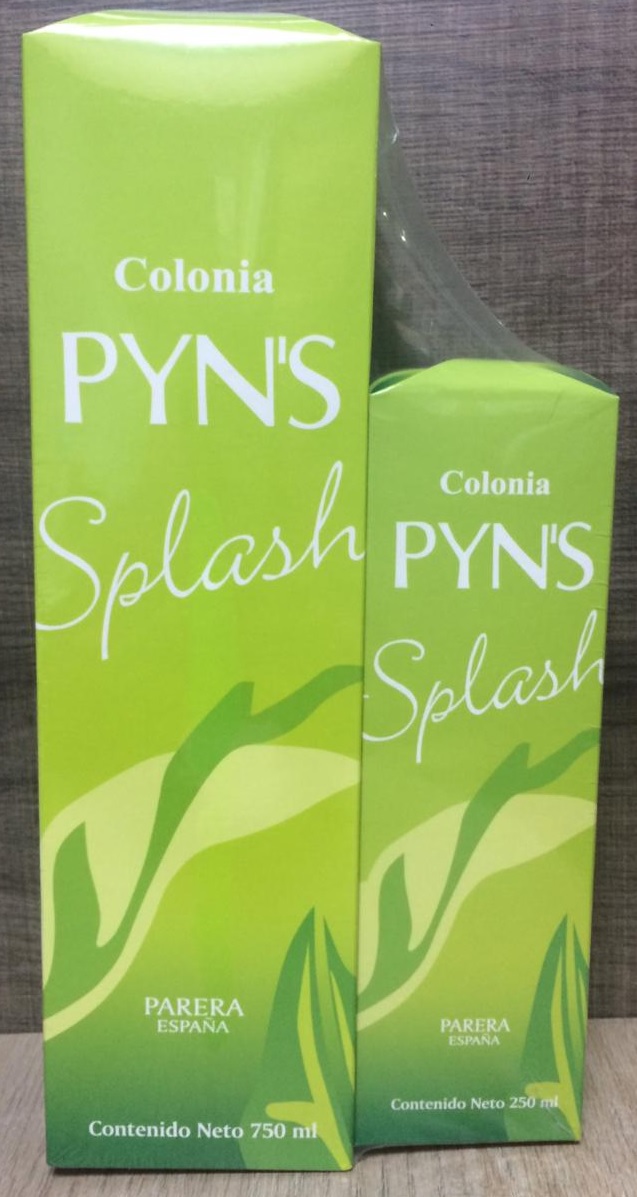 Colonia
PYN'S
Splash
PARERA
ESPAÑA
Contenido Neto 750 ml
Colonia
PYN'S
Splash
PARERA
ESPAÑA
Contenido Neto 250 ml